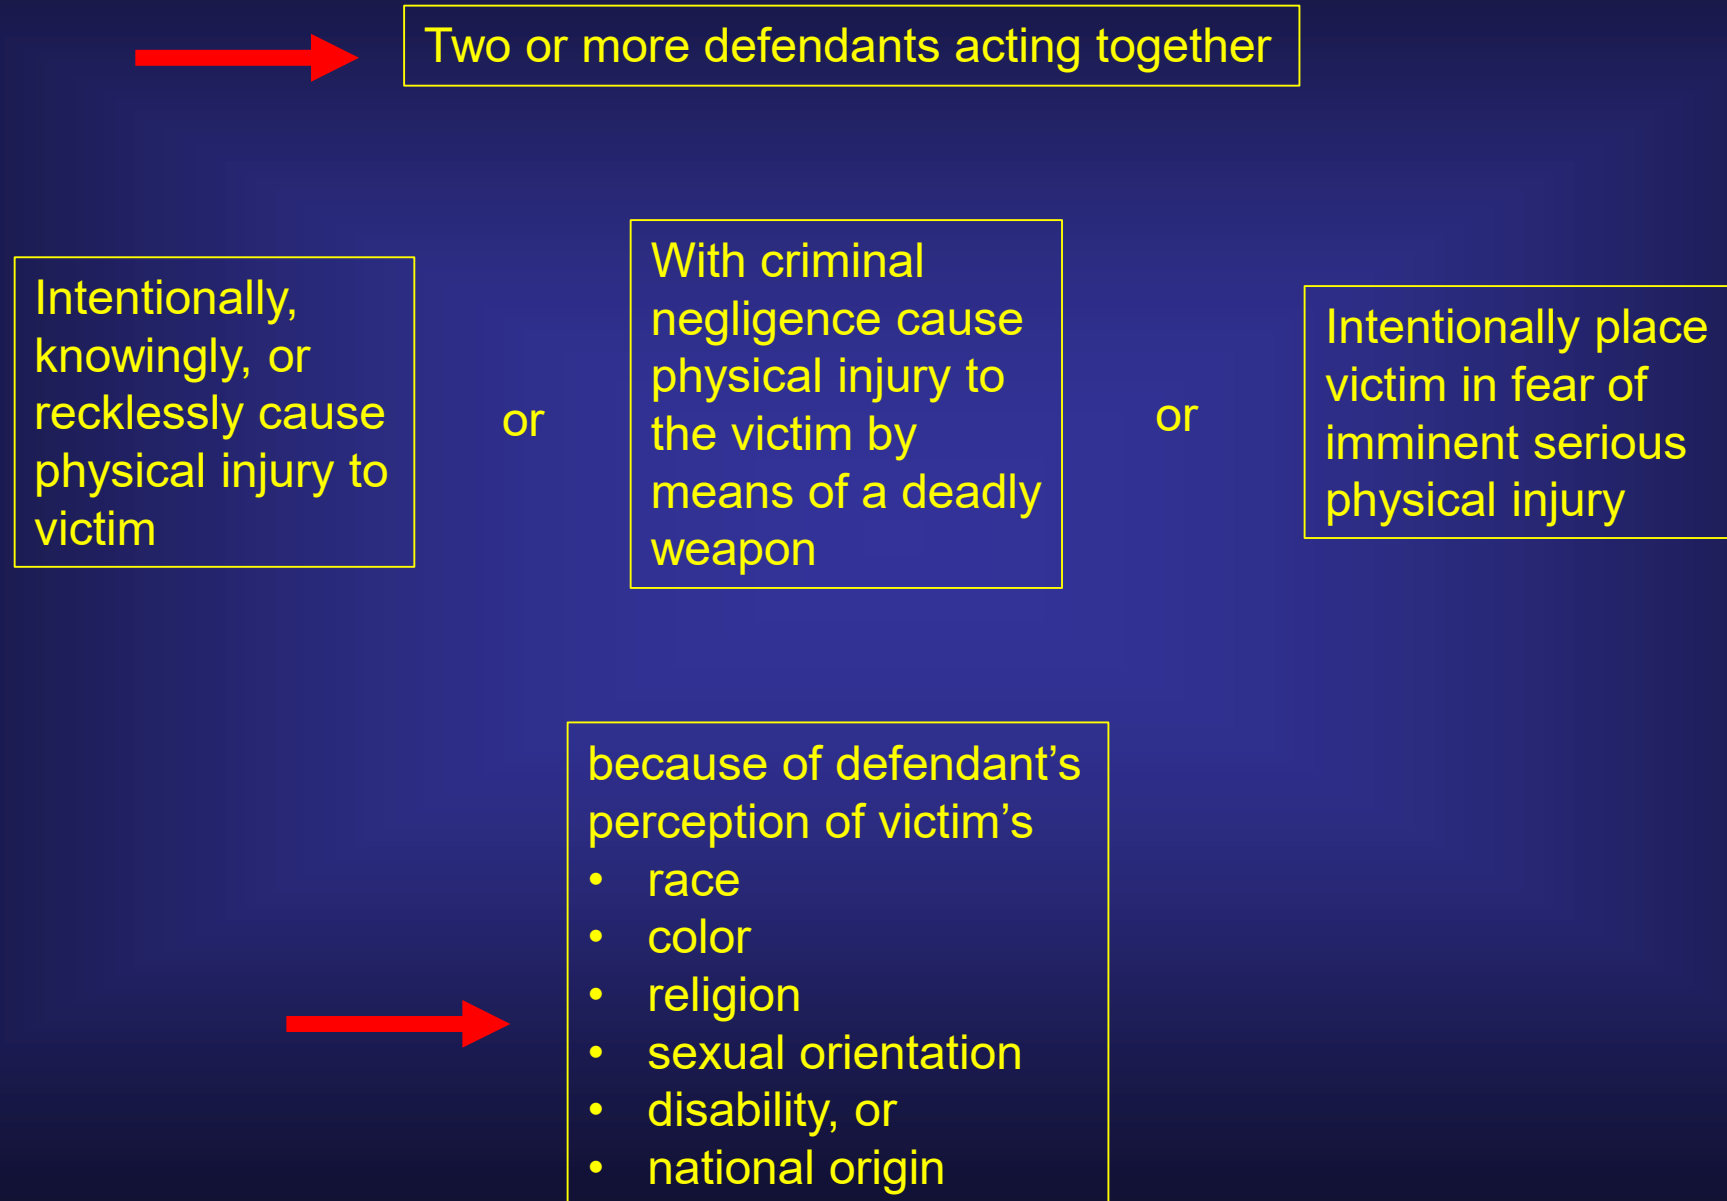 Two or more defendants acting together
Intentionally,
knowingly, or
recklessly cause
physical injury to
victim
or
With criminal
negligence cause
physical injury to
the victim by
means of a deadly
weapon
or
Intentionally place
victim in fear of
imminent serious
physical injury
because of defendant’s
perception of victim’s
• race
• color
• religion
• sexual orientation
• disability, or
• national origin